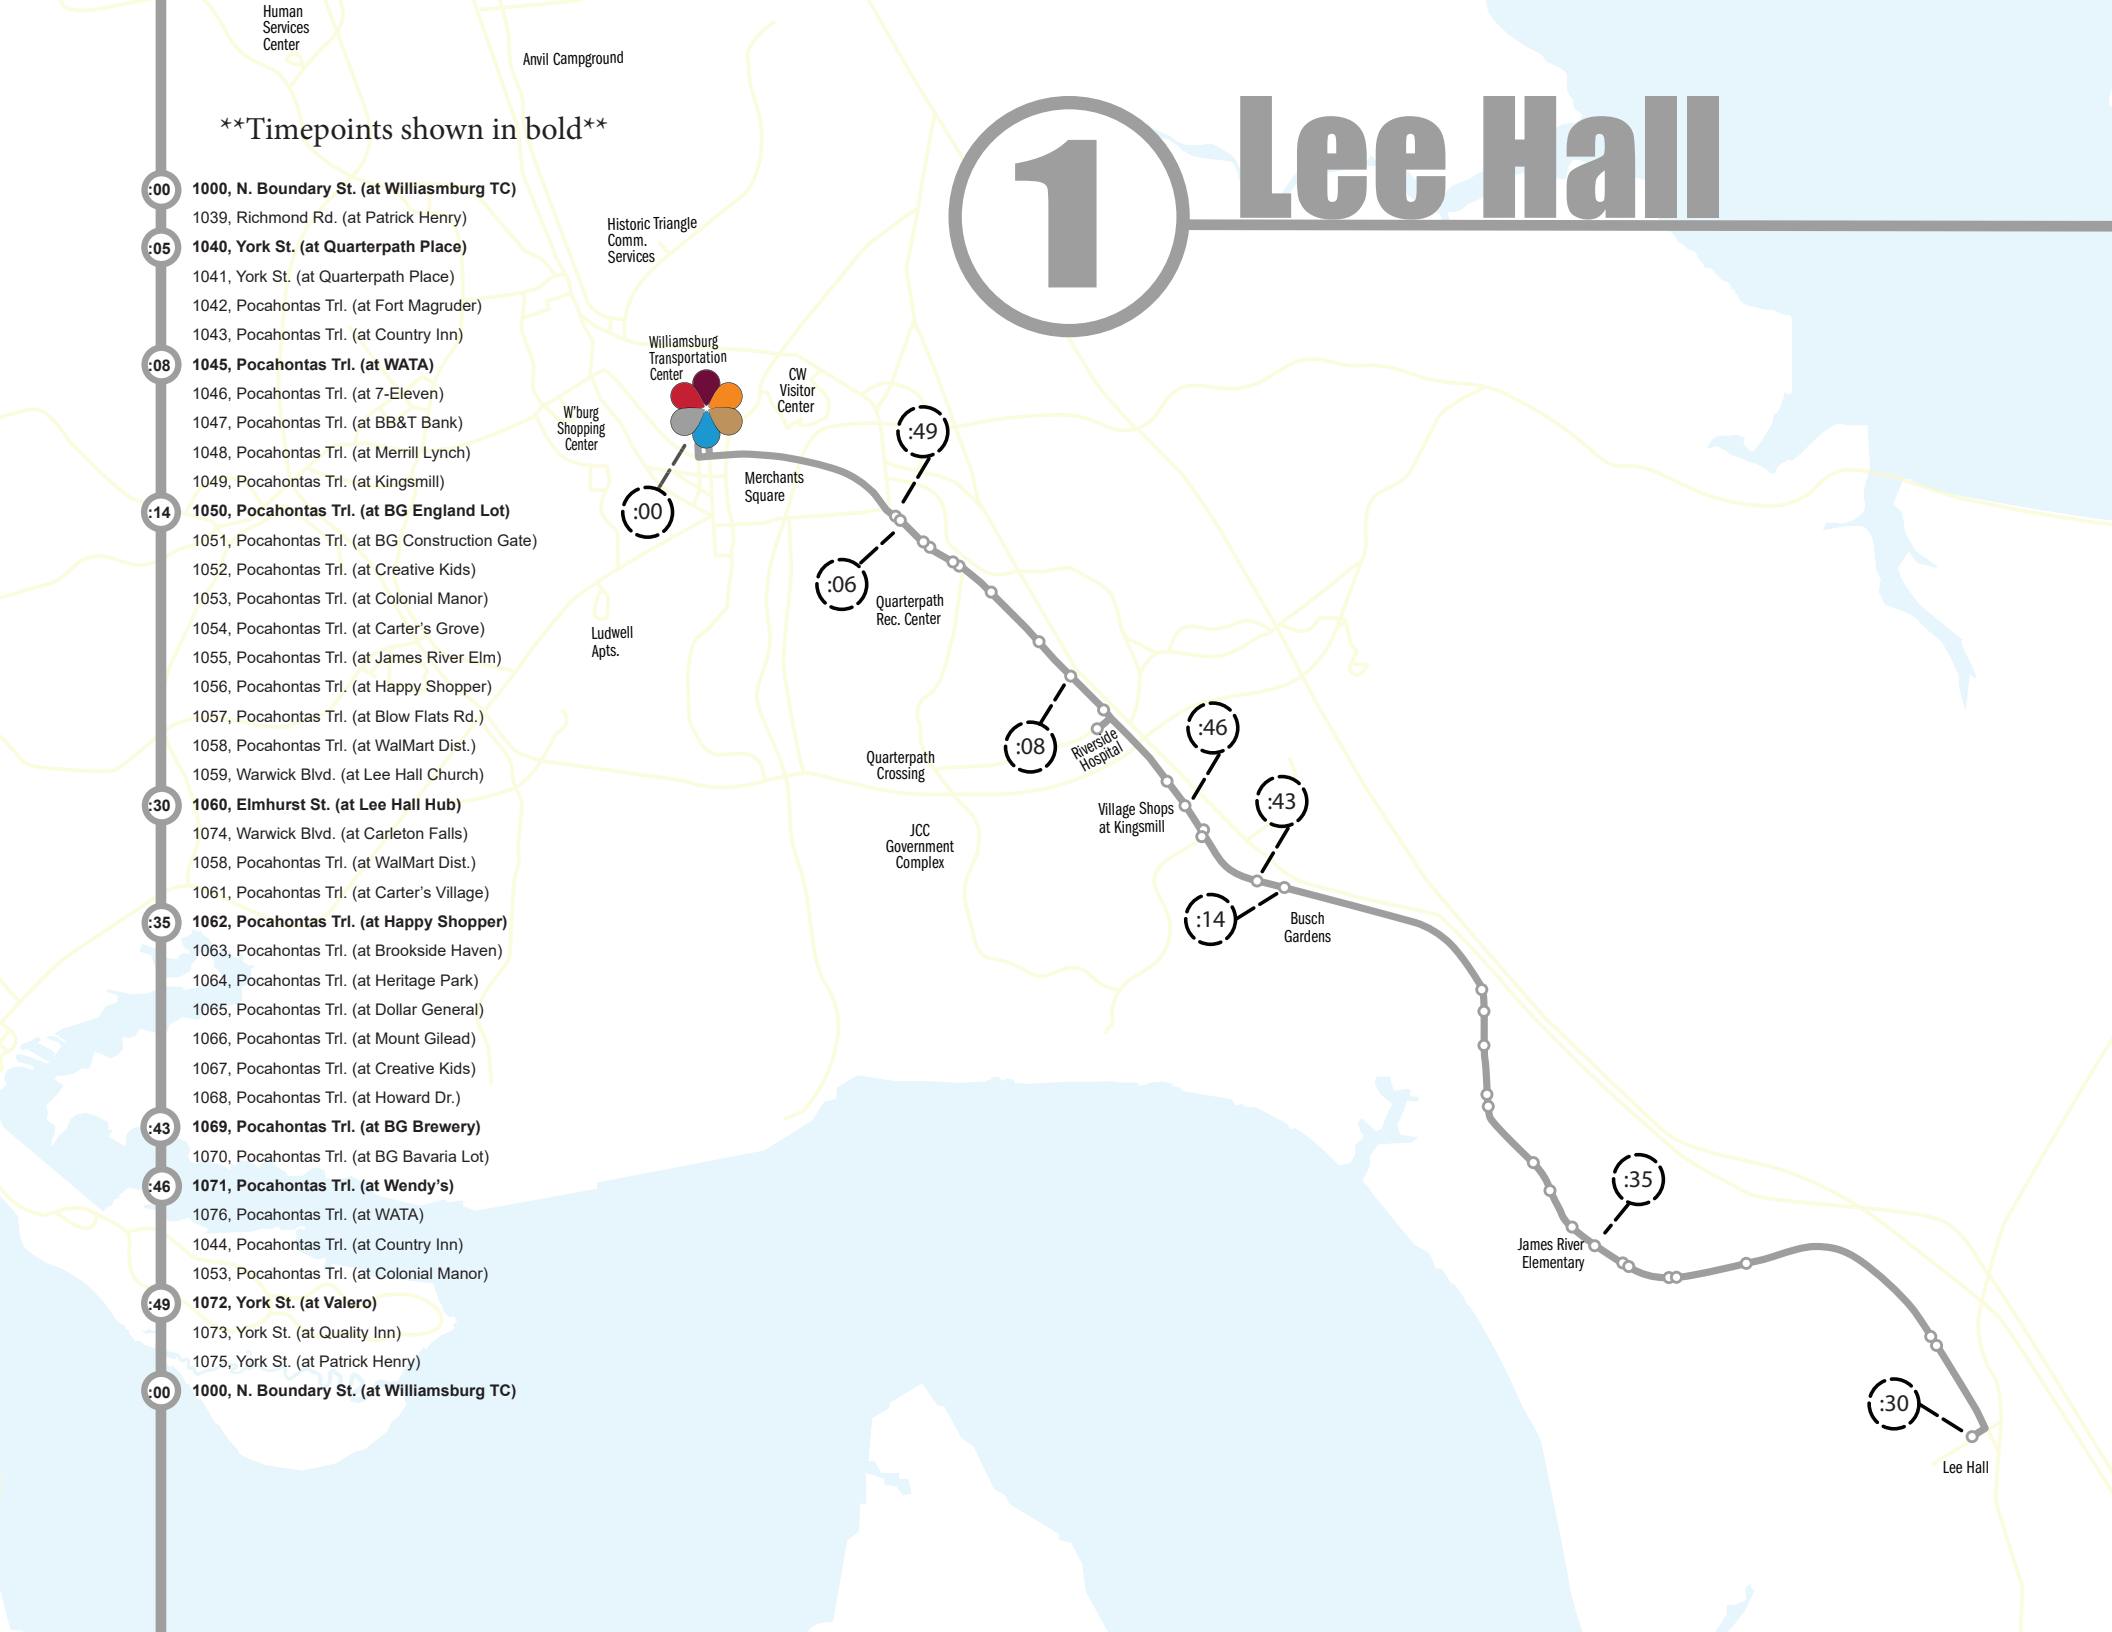 Human
Services
Center
Anvil Campground
**Timepoints shown in bold**
1
Lee Hall
:00 1000, N. Boundary St. (at Williasmburg TC)
1039, Richmond Rd. (at Patrick Henry)
:05 1040, York St. (at Quarterpath Place)
1041, York St. (at Quarterpath Place)
1042, Pocahontas Trl. (at Fort Magruder)
1043, Pocahontas Trl. (at Country Inn)
:08 1045, Pocahontas Trl. (at WATA)
1046, Pocahontas Trl. (at 7-Eleven)
1047, Pocahontas Trl. (at BB&T Bank)
1048, Pocahontas Trl. (at Merrill Lynch)
1049, Pocahontas Trl. (at Kingsmill)
:14 1050, Pocahontas Trl. (at BG England Lot)
1051, Pocahontas Trl. (at BG Construction Gate)
1052, Pocahontas Trl. (at Creative Kids)
1053, Pocahontas Trl. (at Colonial Manor)
1054, Pocahontas Trl. (at Carter's Grove)
1055, Pocahontas Trl. (at James River Elm)
1056, Pocahontas Trl. (at Happy Shopper)
1057, Pocahontas Trl. (at Blow Flats Rd.)
1058, Pocahontas Trl. (at WalMart Dist.)
1059, Warwick Blvd. (at Lee Hall Church)
:30 1060, Elmhurst St. (at Lee Hall Hub)
1074, Warwick Blvd. (at Carleton Falls)
1058, Pocahontas Trl. (at WalMart Dist.)
1061, Pocahontas Trl. (at Carter's Village)
:35 1062, Pocahontas Trl. (at Happy Shopper)
1063, Pocahontas Trl. (at Brookside Haven)
1064, Pocahontas Trl. (at Heritage Park)
1065, Pocahontas Trl. (at Dollar General)
1066, Pocahontas Trl. (at Mount Gilead)
1067, Pocahontas Trl. (at Creative Kids)
1068, Pocahontas Trl. (at Howard Dr.)
:43 1069, Pocahontas Trl. (at BG Brewery)
1070, Pocahontas Trl. (at BG Bavaria Lot)
:46 1071, Pocahontas Trl. (at Wendy's)
1076, Pocahontas Trl. (at WATA)
1044, Pocahontas Trl. (at Country Inn)
1053, Pocahontas Trl. (at Colonial Manor)
:49 1072, York St. (at Valero)
1073, York St. (at Quality Inn)
1075, York St. (at Patrick Henry)
:00 1000, N. Boundary St. (at Williamsburg TC)
Historic Triangle
Comm.
Services
Williamsburg
Transportation
Center
CW
Visitor
Center
W'burg
Shopping
Center
:49
Merchants
Square
:00
:06
Quarterpath
Rec. Center
Ludwell
Apts.
:08
Riverside
Hospital
:46
Quarterpath
Crossing
:43
Village Shops
at Kingsmill
JCC
Government
Complex
:14
Busch
Gardens
:35
James River
Elementary
:30
Lee Hall